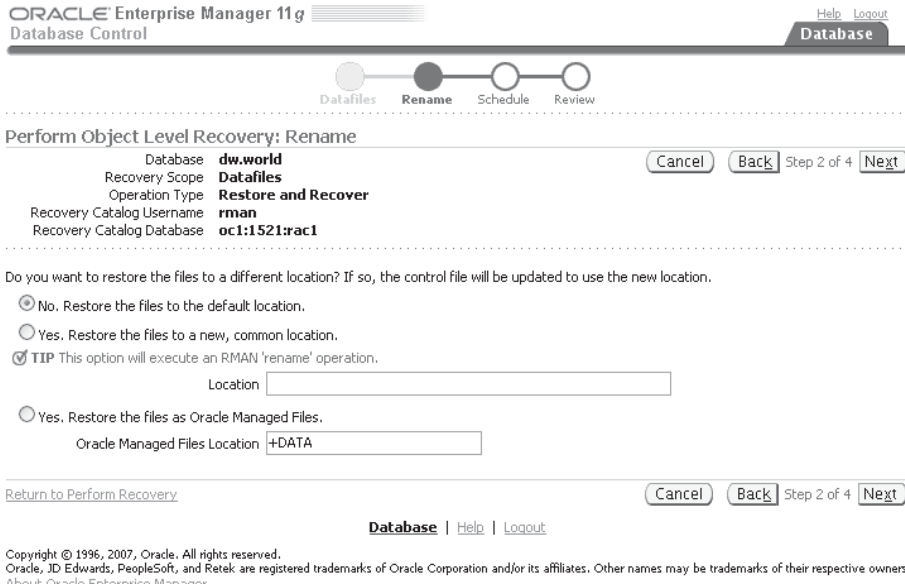 ORACLE Enterprise Manager 11g
Database Control
Help Logout
Database
Datafiles Rename Schedule Review
Perform Object Level Recovery: Rename
Database dw.world
Recovery Scope Datafiles
Operation Type Restore and Recover
Recovery Catalog Username rman
Recovery Catalog Database oc1:1521:rac1
Cancel Back Step 2 of 4 Next
Do you want to restore the files to a different location? If so, the control file will be updated to use the new location.
No. Restore the files to the default location.
Yes. Restore the files to a new, common location.
TIP This option will execute an RMAN 'rename' operation.
Location
Yes. Restore the files as Oracle Managed Files.
Oracle Managed Files Location +DATA
Return to Perform Recovery
Cancel Back Step 2 of 4 Next
Database | Help | Logout
Copyright © 1996, 2007, Oracle. All rights reserved.
Oracle, JD Edwards, PeopleSoft, and Retek are registered trademarks of Oracle Corporation and/or its affiliates. Other names may be trademarks of their respective owners
About Oracle Enterprise Manager